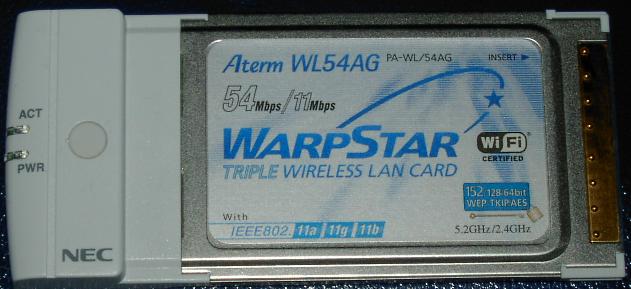 ACT
PWR
NEC
Aterm WL54AG PA-WL/54AG INSERT ▶
54Mbps/11Mbps
WARPSTAR
Wi Fi
CERTIFIED
TRIPLE WIRELESS LAN CARD
152·128·64bit
WEP TKIP·AES
With
IEEE802. 11a 11g 11b
5.2GHz/2.4GHz